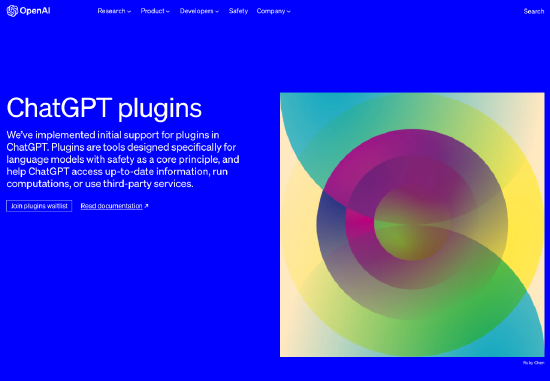 OpenAI
Research Product Developers Safety Company Search
ChatGPT plugins
We've implemented initial support for plugins in
ChatGPT. Plugins are tools designed specifically for
language models with safety as a core principle, and
help ChatGPT access up-to-date information, run
computations, or use third-party services.
Join plugins waitlist Read documentation ↗
Ruby Chen